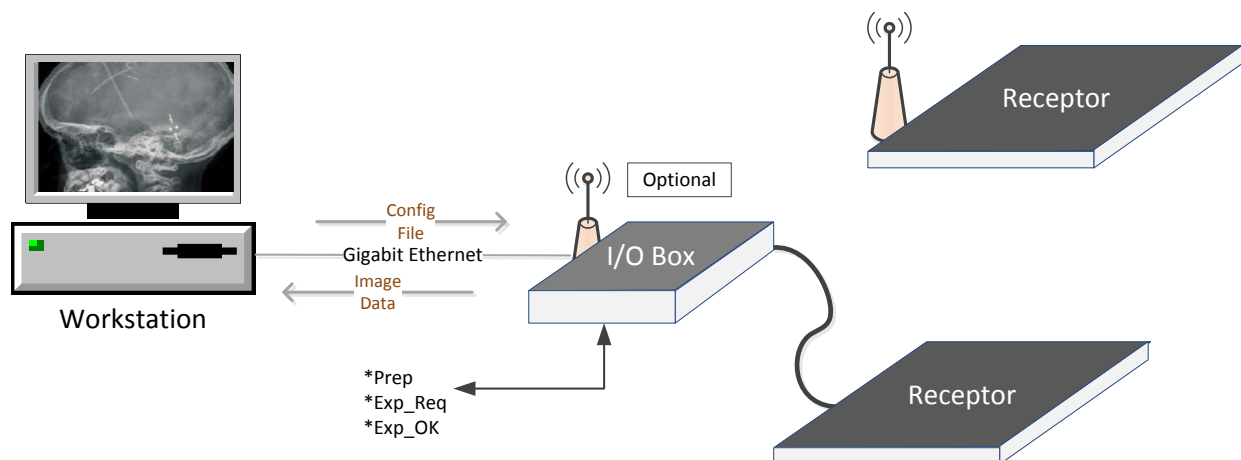 Receptor
Optional
Config
File
Gigabit Ethernet
I/O Box
Image
Data
Workstation
*Prep
*Exp_Req
*Exp_OK
Receptor